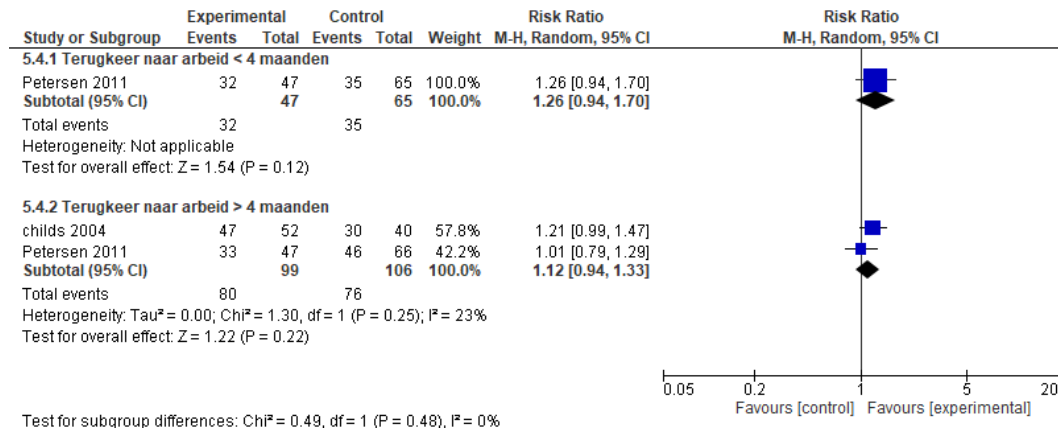 Experimental Control Risk Ratio Risk Ratio
Study or Subgroup Events Total Events Total Weight M-H, Random, 95% CI M-H, Random, 95% CI
5.4.1 Terugkeer naar arbeid < 4 maanden
Petersen 2011 32 47 35 65 100.0% 1.26 [0.94, 1.70]
Subtotal (95% CI) 47 65 100.0% 1.26 [0.94, 1.70]
Total events 32 35
Heterogeneity: Not applicable
Test for overall effect: Z = 1.54 (P = 0.12)
5.4.2 Terugkeer naar arbeid > 4 maanden
childs 2004 47 52 30 40 57.8% 1.21 [0.99, 1.47]
Petersen 2011 33 47 46 66 42.2% 1.01 [0.79, 1.29]
Subtotal (95% CI) 99 106 100.0% 1.12 [0.94, 1.33]
Total events 80 76
Heterogeneity: Tau² = 0.00; Chi² = 1.30, df = 1 (P = 0.25); I² = 23%
Test for overall effect: Z = 1.22 (P = 0.22)
0.05 0.2 1 5 20
Favours [control] Favours [experimental]
Test for subgroup differences: Chi² = 0.49, df = 1 (P = 0.48), I² = 0%